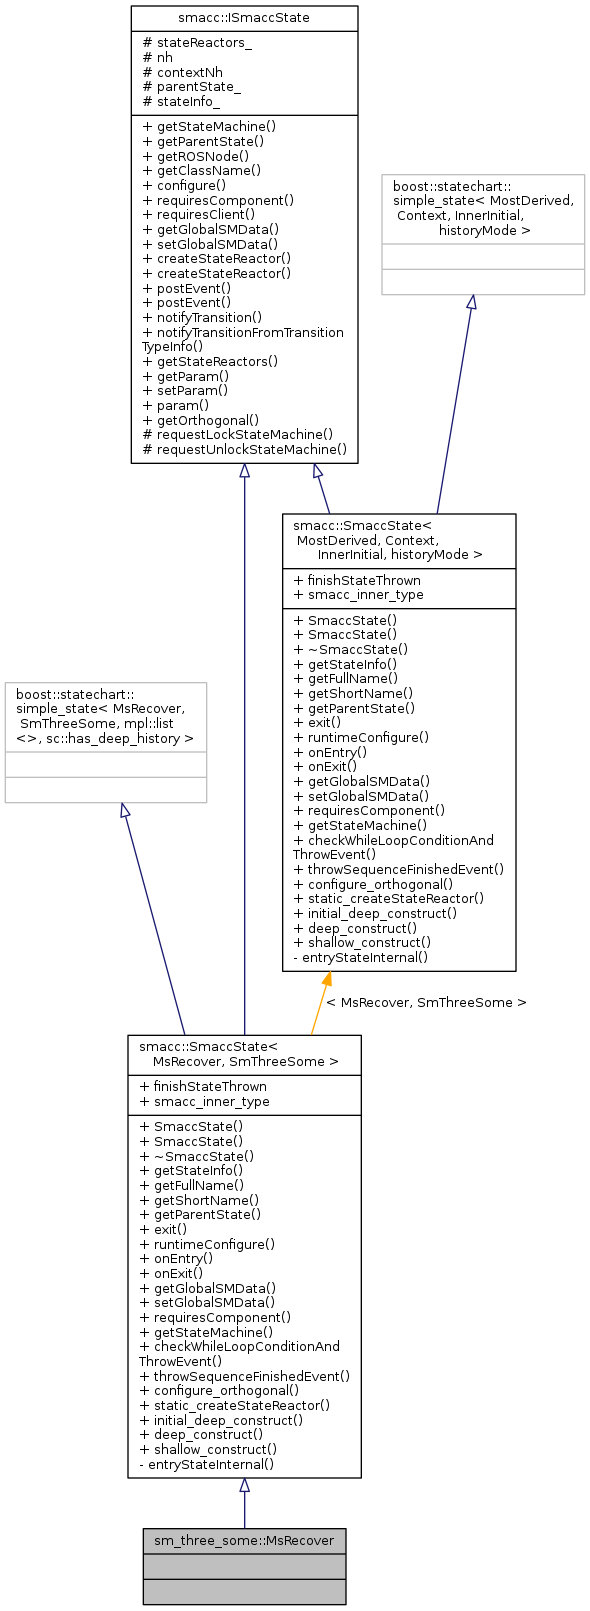 smacc::ISmaccState
# stateReactors_
# nh
# contextNh
# parentState_
# stateInfo_
+ getStateMachine()
+ getParentState()
+ getROSNode()
+ getClassName()
+ configure()
+ requiresComponent()
+ requiresClient()
+ getGlobalSMData()
+ setGlobalSMData()
+ createStateReactor()
+ createStateReactor()
+ postEvent()
+ postEvent()
+ notifyTransition()
+ notifyTransitionFromTransition
TypeInfo()
+ getStateReactors()
+ getParam()
+ setParam()
+ param()
+ getOrthogonal()
# requestLockStateMachine()
# requestUnlockStateMachine()
boost::statechart::
simple_state< MostDerived,
Context, InnerInitial,
historyMode >
smacc::SmaccState<
MostDerived, Context,
InnerInitial, historyMode >
+ finishStateThrown
+ smacc_inner_type
+ SmaccState()
+ SmaccState()
+ ~SmaccState()
+ getStateInfo()
+ getFullName()
+ getShortName()
+ getParentState()
+ exit()
+ runtimeConfigure()
+ onEntry()
+ onExit()
+ getGlobalSMData()
+ setGlobalSMData()
+ requiresComponent()
+ getStateMachine()
+ checkWhileLoopConditionAnd
ThrowEvent()
+ throwSequenceFinishedEvent()
+ configure_orthogonal()
+ static_createStateReactor()
+ initial_deep_construct()
+ deep_construct()
+ shallow_construct()
- entryStateInternal()
boost::statechart::
simple_state< MsRecover,
SmThreeSome, mpl::list
<>, sc::has_deep_history >
< MsRecover, SmThreeSome >
smacc::SmaccState<
MsRecover, SmThreeSome >
+ finishStateThrown
+ smacc_inner_type
+ SmaccState()
+ SmaccState()
+ ~SmaccState()
+ getStateInfo()
+ getFullName()
+ getShortName()
+ getParentState()
+ exit()
+ runtimeConfigure()
+ onEntry()
+ onExit()
+ getGlobalSMData()
+ setGlobalSMData()
+ requiresComponent()
+ getStateMachine()
+ checkWhileLoopConditionAnd
ThrowEvent()
+ throwSequenceFinishedEvent()
+ configure_orthogonal()
+ static_createStateReactor()
+ initial_deep_construct()
+ deep_construct()
+ shallow_construct()
- entryStateInternal()
sm_three_some::MsRecover